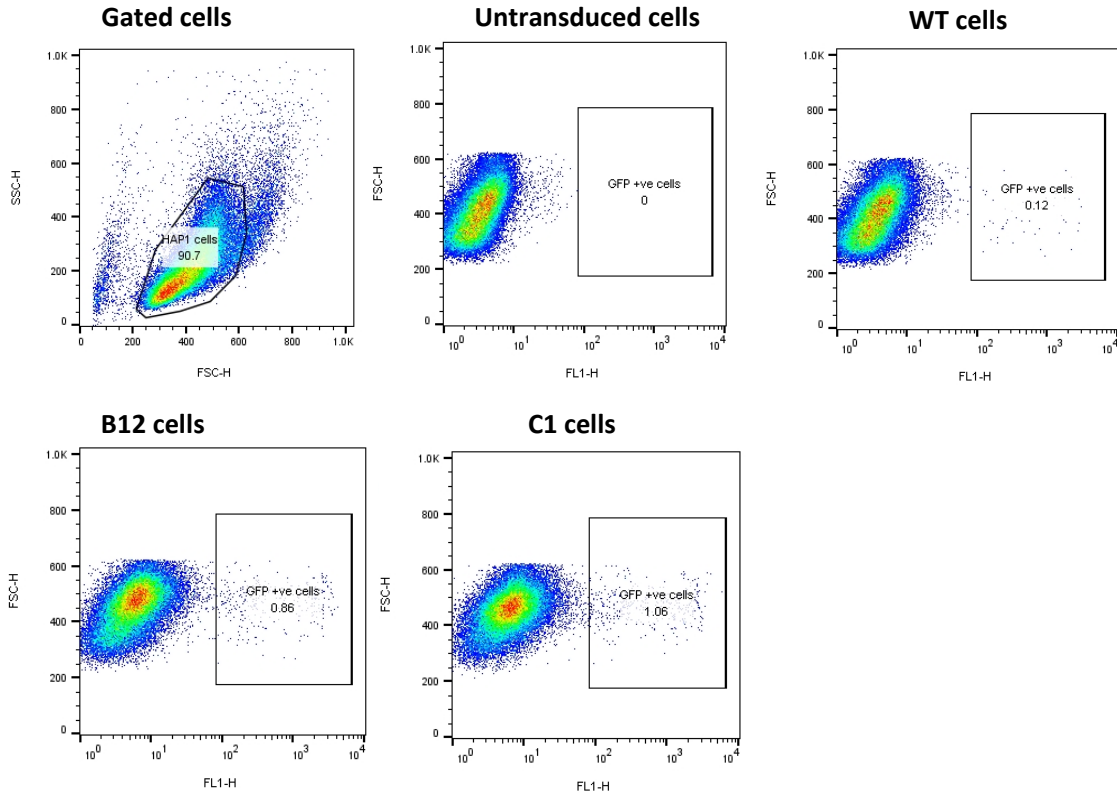 Gated cells
1.0K
800
600
400
200
0
SSC-H
HAP1 cells
90.7
0
200
400
600
800
1.0K
FSC-H
Untransduced cells
1.0K
800
600
400
200
0
FSC-H
GFP +ve cells
0
10^0
10^1
10^2
10^3
10^4
FL1-H
WT cells
1.0K
800
600
400
200
0
FSC-H
GFP +ve cells
0.12
10^0
10^1
10^2
10^3
10^4
FL1-H
B12 cells
1.0K
800
600
400
200
0
FSC-H
GFP +ve cells
0.86
10^0
10^1
10^2
10^3
10^4
FL1-H
C1 cells
1.0K
800
600
400
200
0
FSC-H
GFP +ve cells
1.06
10^0
10^1
10^2
10^3
10^4
FL1-H